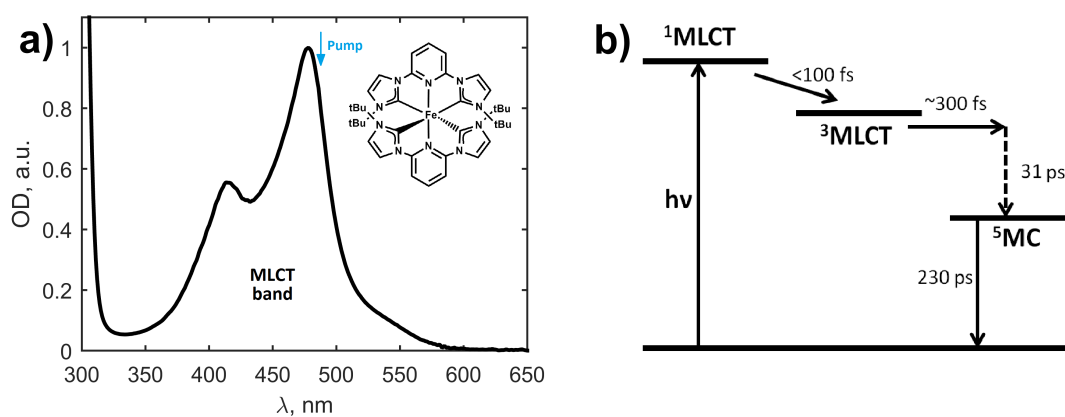 a)
OD, a.u.
1
0.8
0.6
0.4
0.2
0
300
350
400
450
500
550
600
650
λ, nm
Pump
MLCT
band
N
N
N
N
N
tBu
tBu
Fe
tBu
tBu
N
N
N
N
N
b)
¹MLCT
<100 fs
³MLCT
~300 fs
31 ps
⁵MC
hν
230 ps